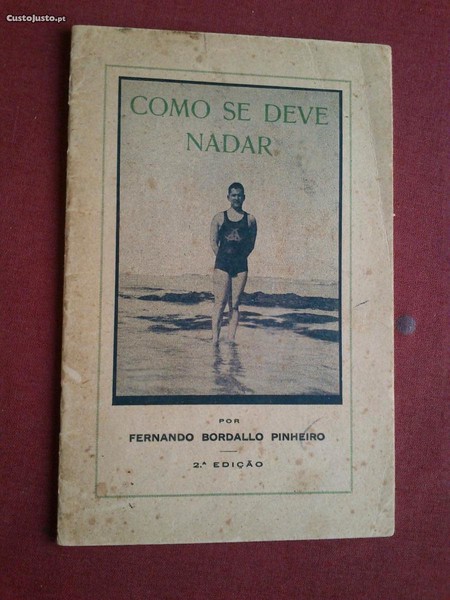 CustoJusto.pt
COMO SE DEVE
NADAR
POR
FERNANDO BORDALLO PINHEIRO
2.ª EDIÇÃO